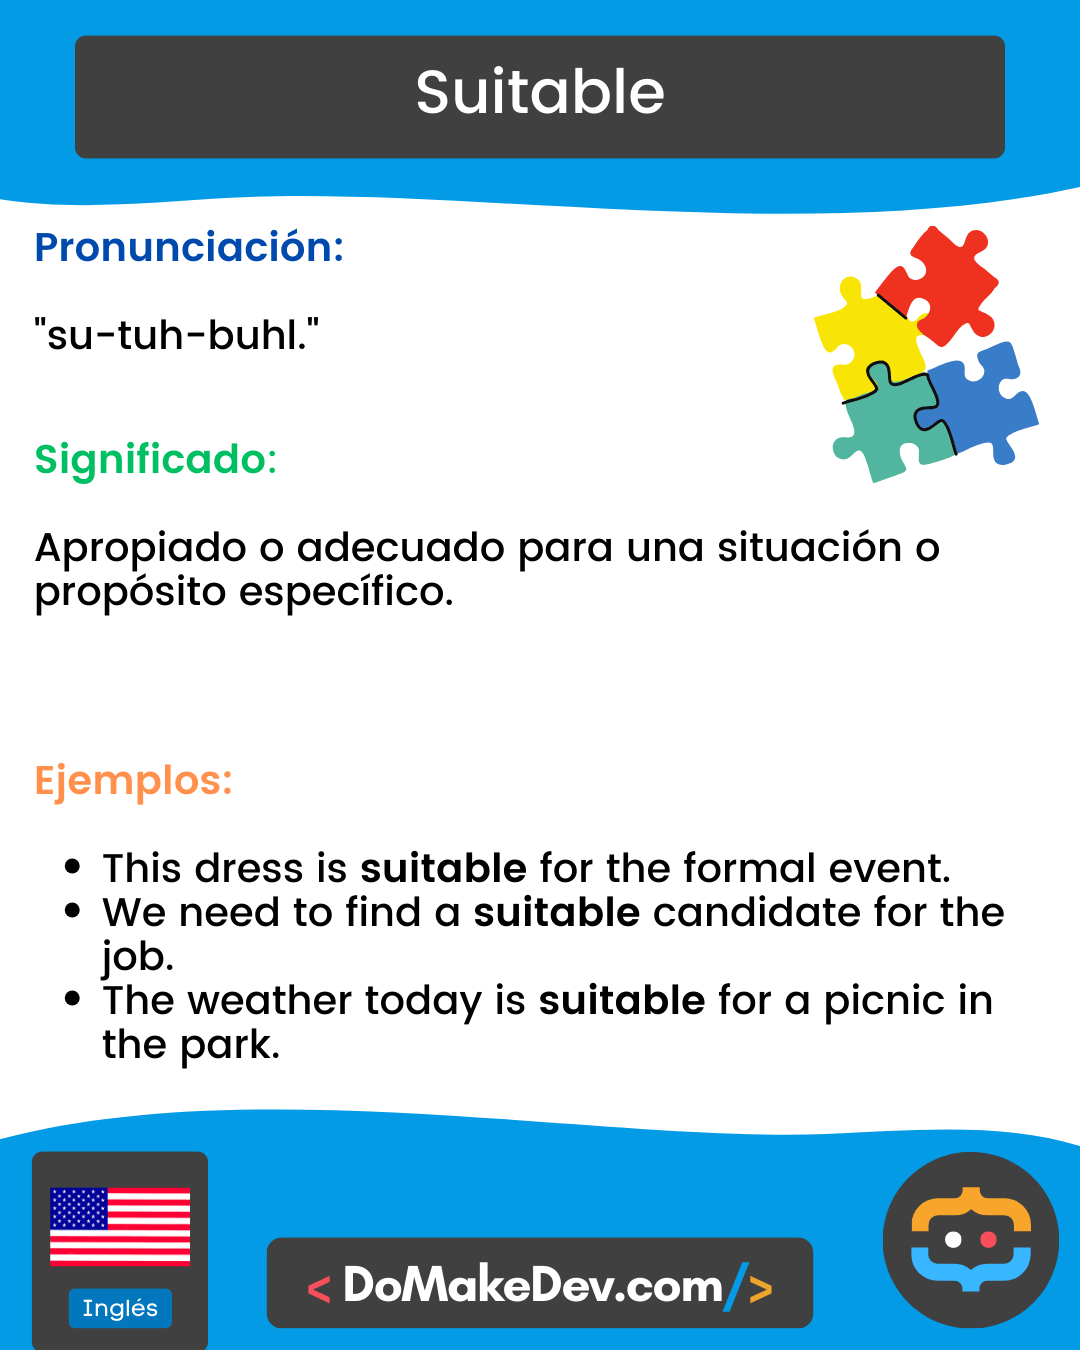 Suitable
Pronunciación:
"su-tuh-buhl."
Significado:
Apropiado o adecuado para una situación o
propósito específico.
Ejemplos:
• This dress is suitable for the formal event.
• We need to find a suitable candidate for the
job.
• The weather today is suitable for a picnic in
the park.
Inglés
< DoMakeDev.com/>